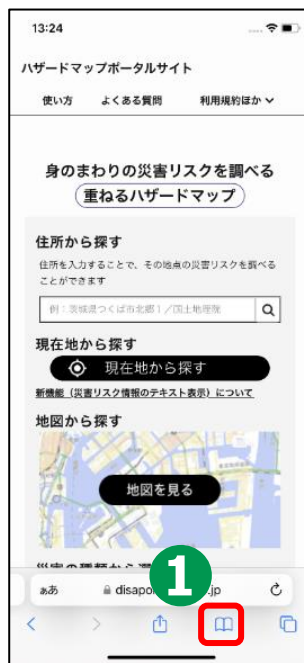 13:24
ハザードマップポータルサイト
使い方 よくある質問 利用規約ほか
身のまわりの災害リスクを調べる
重ねるハザードマップ
住所から探す
住所を入力することで、その地点の災害リスクを調べる
ことができます
例：茨城県つくば市北郷1／国土地理院
現在地から探す
現在地から探す
新機能（災害リスク情報のテキスト表示）について
地図から探す
地図を見る
災害の種類から選
1
ぁあ disapo jp